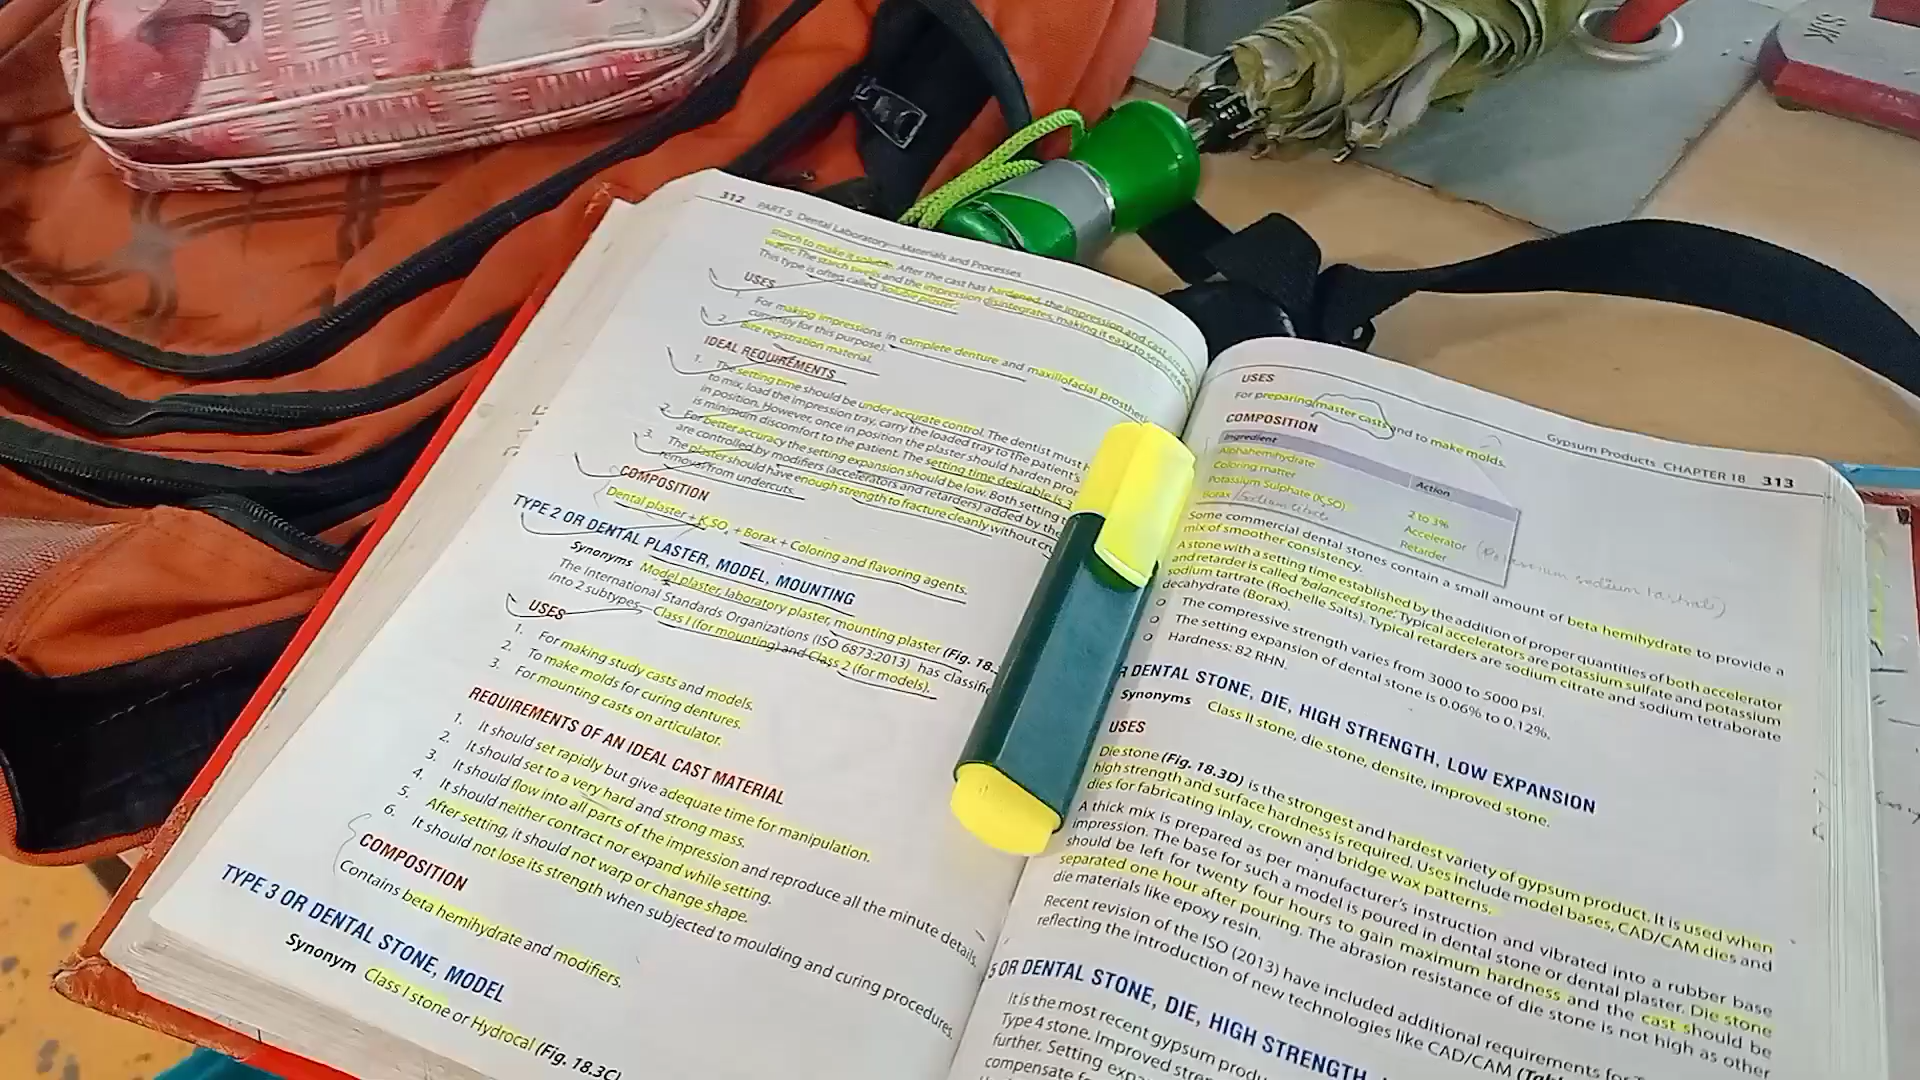 312 PART 5 Dental Laboratory—Materials and Processes
starch to make it soluble. After the cast has hardened, the impression and cast are
water. The starch swells and the impression disintegrates, making it easy to separate
This type is often called 'soluble plaster'.
USES
1. For making impressions in complete denture and maxillofacial prosthetics
currently for this purpose).
2. Bite registration material.
IDEAL REQUIREMENTS
1. The setting time should be under accurate control. The dentist must
to mix, load the impression tray, carry the loaded tray to the patient's
in position. However, once in position the plaster should harden
is minimum discomfort to the patient. The setting time desirable is
2. For better accuracy the setting expansion should be low. Both setting
are controlled by modifiers (accelerators and retarders) added by the
3. The plaster should have enough strength to fracture cleanly without
removal from undercuts.
COMPOSITION
Dental plaster + K2SO4 + Borax + Coloring and flavoring agents.
TYPE 2 OR DENTAL PLASTER, MODEL, MOUNTING
Synonyms Model plaster, laboratory plaster, mounting plaster (Fig. 18.
The International Standards Organizations (ISO 6873:2013) has
into 2 subtypes—Class I (for mounting) and Class 2 (for models).
USES
1. For making study casts and models.
2. To make molds for curing dentures.
3. For mounting casts on articulator.
REQUIREMENTS OF AN IDEAL CAST MATERIAL
1. It should set rapidly but give adequate time for manipulation.
2. It should set to a very hard and strong mass.
3. It should flow into all parts of the impression and reproduce all the minute details.
4. It should neither contract nor expand while setting.
5. After setting, it should not warp or change shape.
6. It should not lose its strength when subjected to moulding and curing procedures.
COMPOSITION
Contains beta hemihydrate and modifiers.
TYPE 3 OR DENTAL STONE, MODEL
Synonym Class I stone or Hydrocal (Fig. 18.3C)
Gypsum Products CHAPTER 18 313
USES
For preparing master casts and to make molds.
COMPOSITION
Ingredient Action
Alphahemihydrate
Coloring matter 2 to 3%
Potassium Sulphate (K2SO4) Accelerator
Borax Retarder
Some commercial dental stones contain a small amount of beta hemihydrate to provide a
mix of smoother consistency.
A stone with a setting time established by the addition of proper quantities of both accelerator
and retarder is called 'balanced stone'. Typical accelerators are potassium sulfate and potassium
sodium tartrate (Rochelle Salts). Typical retarders are sodium citrate and sodium tetraborate
decahydrate (Borax).
The compressive strength varies from 3000 to 5000 psi.
The setting expansion of dental stone is 0.06% to 0.12%.
Hardness: 82 RHN.
R DENTAL STONE, DIE, HIGH STRENGTH, LOW EXPANSION
Synonyms Class II stone, die stone, densite, improved stone.
USES
Die stone (Fig. 18.3D) is the strongest and hardest variety of gypsum product. It is used when
high strength and surface hardness is required. Uses include model bases, CAD/CAM dies and
dies for fabricating inlay, crown and bridge wax patterns.
A thick mix is prepared as per manufacturer's instruction and vibrated into a rubber base
impression. The base for such a model is poured in dental stone or dental plaster. Die stone
should be left for twenty four hours to gain maximum hardness and the cast should be
separated one hour after pouring. The abrasion resistance of die stone is not high as other
die materials like epoxy resin.
Recent revision of the ISO (2013) have included additional requirements for
reflecting the introduction of new technologies like CAD/CAM
5 OR DENTAL STONE, DIE, HIGH STRENGTH,
It is the most recent gypsum
Type 4 stone. Improved
further. Setting
compensate